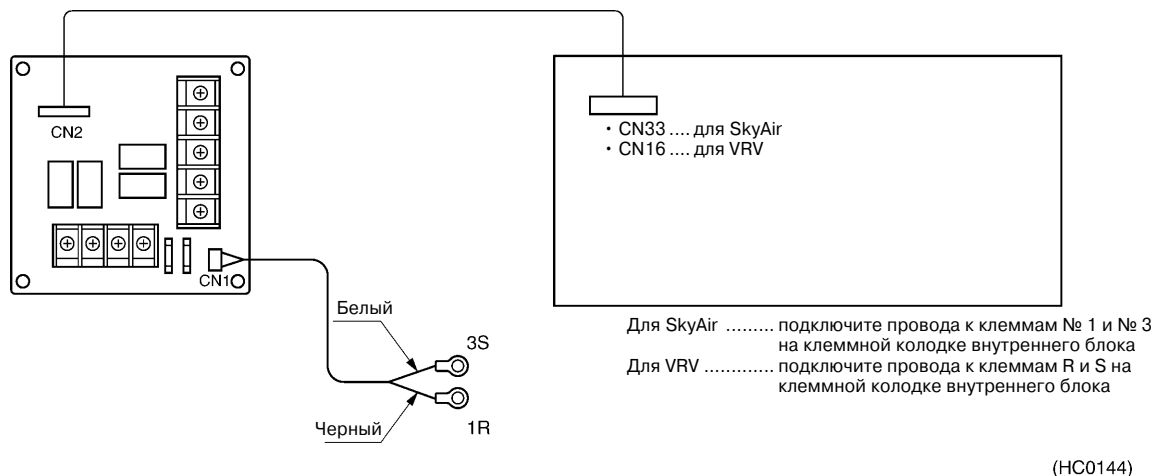 CN2
CN1
Белый
3S
Черный
1R
• CN33 .... для SkyAir
• CN16 .... для VRV
Для SkyAir ......... подключите провода к клеммам № 1 и № 3
на клеммной колодке внутреннего блока
Для VRV ............. подключите провода к клеммам R и S на
клеммной колодке внутреннего блока
(HC0144)